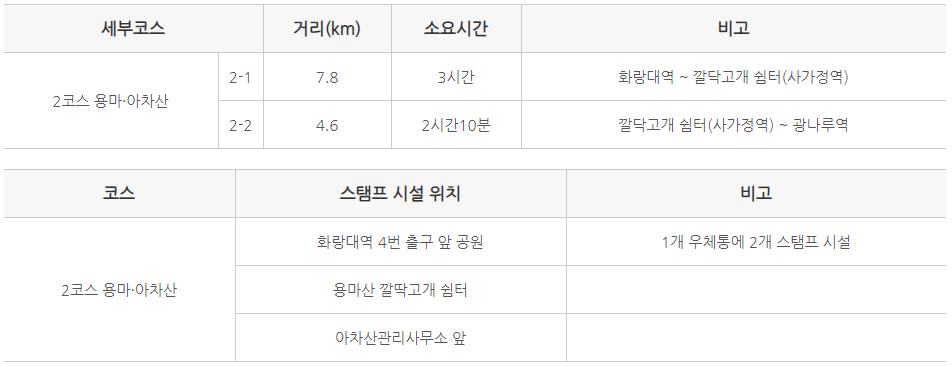 세부코스 거리(km) 소요시간 비고
2코스 용마·아차산
2-1 7.8 3시간 화랑대역 ~ 깔닥고개 쉼터(사가정역)
2-2 4.6 2시간10분 깔닥고개 쉼터(사가정역) ~ 광나루역
코스 스탬프 시설 위치 비고
2코스 용마·아차산
화랑대역 4번 출구 앞 공원 1개 우체통에 2개 스탬프 시설
용마산 깔딱고개 쉼터
아차산관리사무소 앞